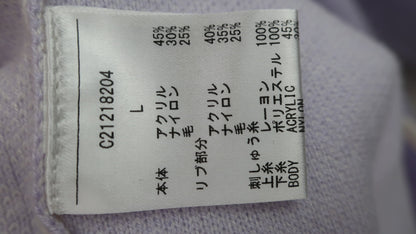 C21218204
L
本体 アクリル 45%
ナイロン 30%
毛 25%
リブ部分
アクリル 40%
ナイロン 35%
毛 25%
刺しゅう糸
上糸 レーヨン 100%
下糸 ポリエステル 100%
BODY ACRYLIC 45%
NYLON